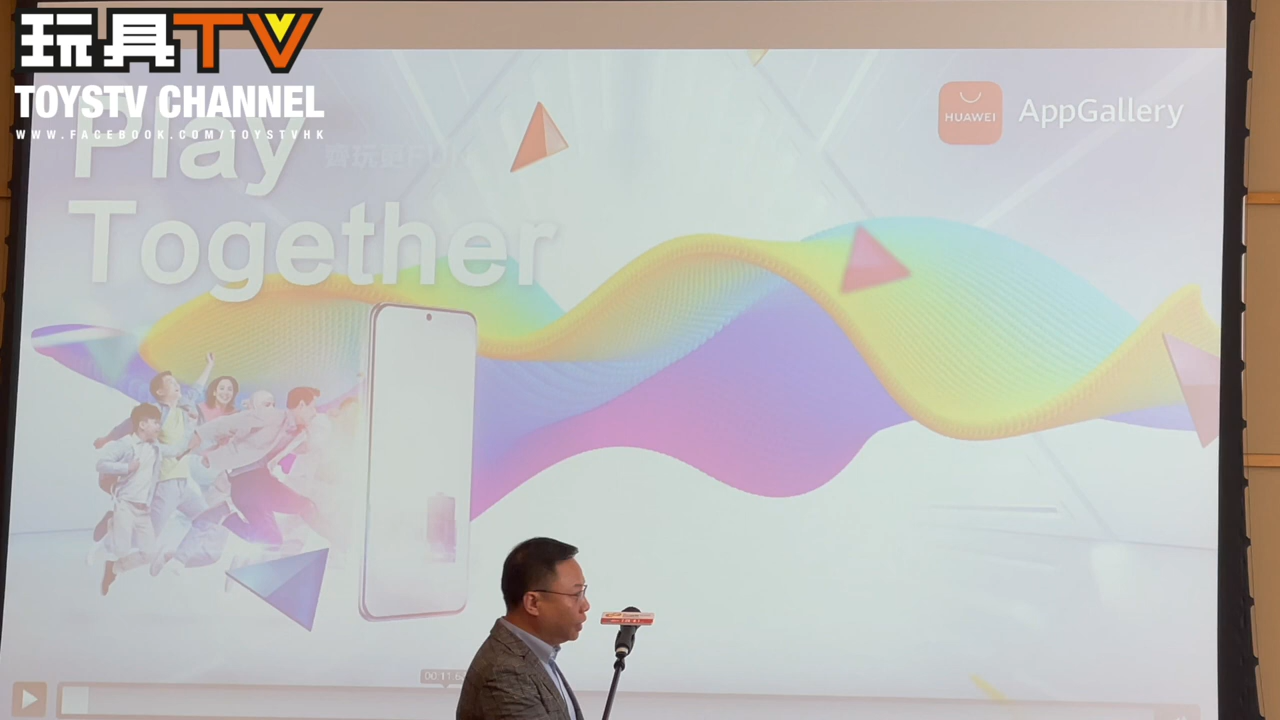 玩具TV
TOYSTV CHANNEL
WWW.FACEBOOK.COM/TOYSTVHK
Play
Together
HUAWEI
AppGallery